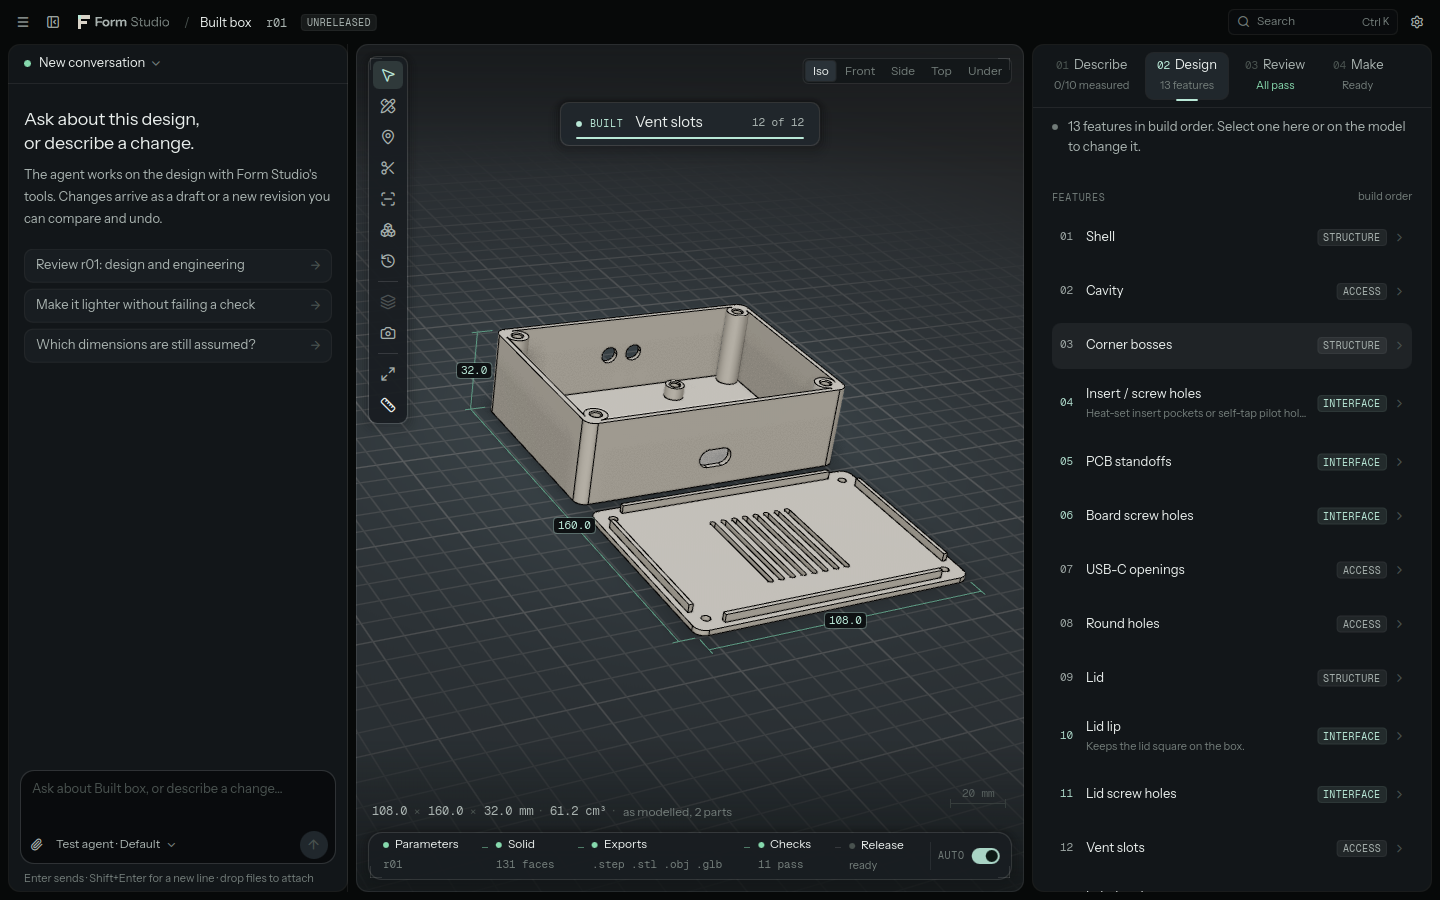 Form Studio / Built box r01 UNRELEASED
Search Ctrl K
New conversation
Ask about this design,
or describe a change.
The agent works on the design with Form Studio's
tools. Changes arrive as a draft or a new revision you
can compare and undo.
Review r01: design and engineering
Make it lighter without failing a check
Which dimensions are still assumed?
Ask about Built box, or describe a change...
Test agent · Default
Enter sends · Shift+Enter for a new line · drop files to attach
Iso Front Side Top Under
BUILT Vent slots 12 of 12
32.0
160.0
108.0
20 mm
108.0 × 160.0 × 32.0 mm · 61.2 cm³ · as modelled, 2 parts
Parameters
r01
Solid
131 faces
Exports
.step .stl .obj .glb
Checks
11 pass
Release
ready
AUTO
01 Describe
0/10 measured
02 Design
13 features
03 Review
All pass
04 Make
Ready
13 features in build order. Select one here or on the model
to change it.
FEATURES build order
01 Shell STRUCTURE
02 Cavity ACCESS
03 Corner bosses STRUCTURE
04 Insert / screw holes INTERFACE
Heat-set insert pockets or self-tap pilot hol...
05 PCB standoffs INTERFACE
06 Board screw holes INTERFACE
07 USB-C openings ACCESS
08 Round holes ACCESS
09 Lid STRUCTURE
10 Lid lip INTERFACE
Keeps the lid square on the box.
11 Lid screw holes INTERFACE
12 Vent slots ACCESS